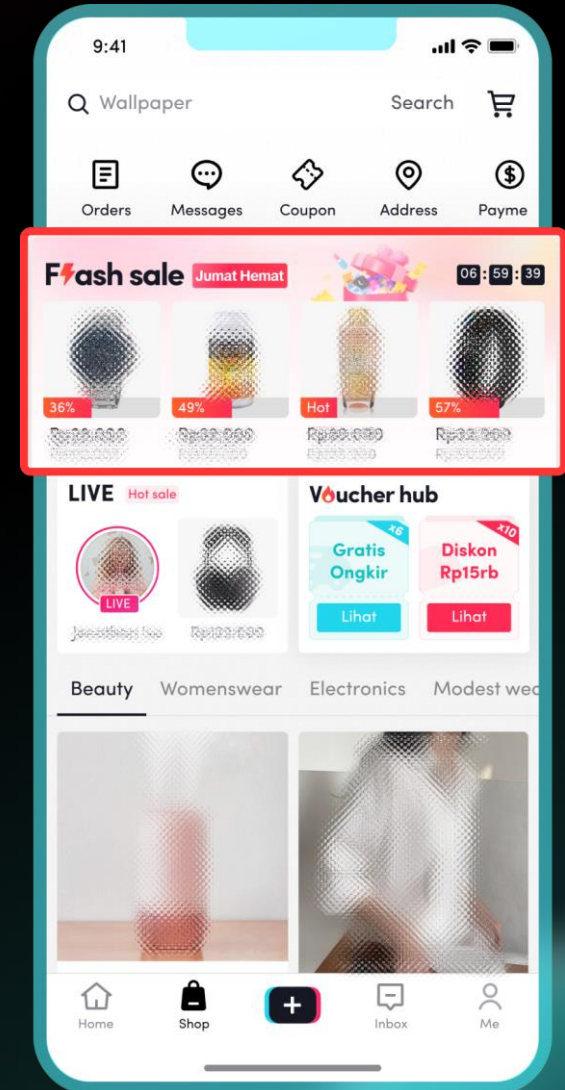 9:41
Wallpaper Search
Orders Messages Coupon Address Payme
Flash sale Jumat Hemat 06:59:39
36% 49% Hot 57%
LIVE Hot sale
LIVE
Voucher hub
x6 x10
Gratis Ongkir
Diskon Rp15rb
Lihat Lihat
Beauty Womenswear Electronics Modest wea
Home Shop Inbox Me